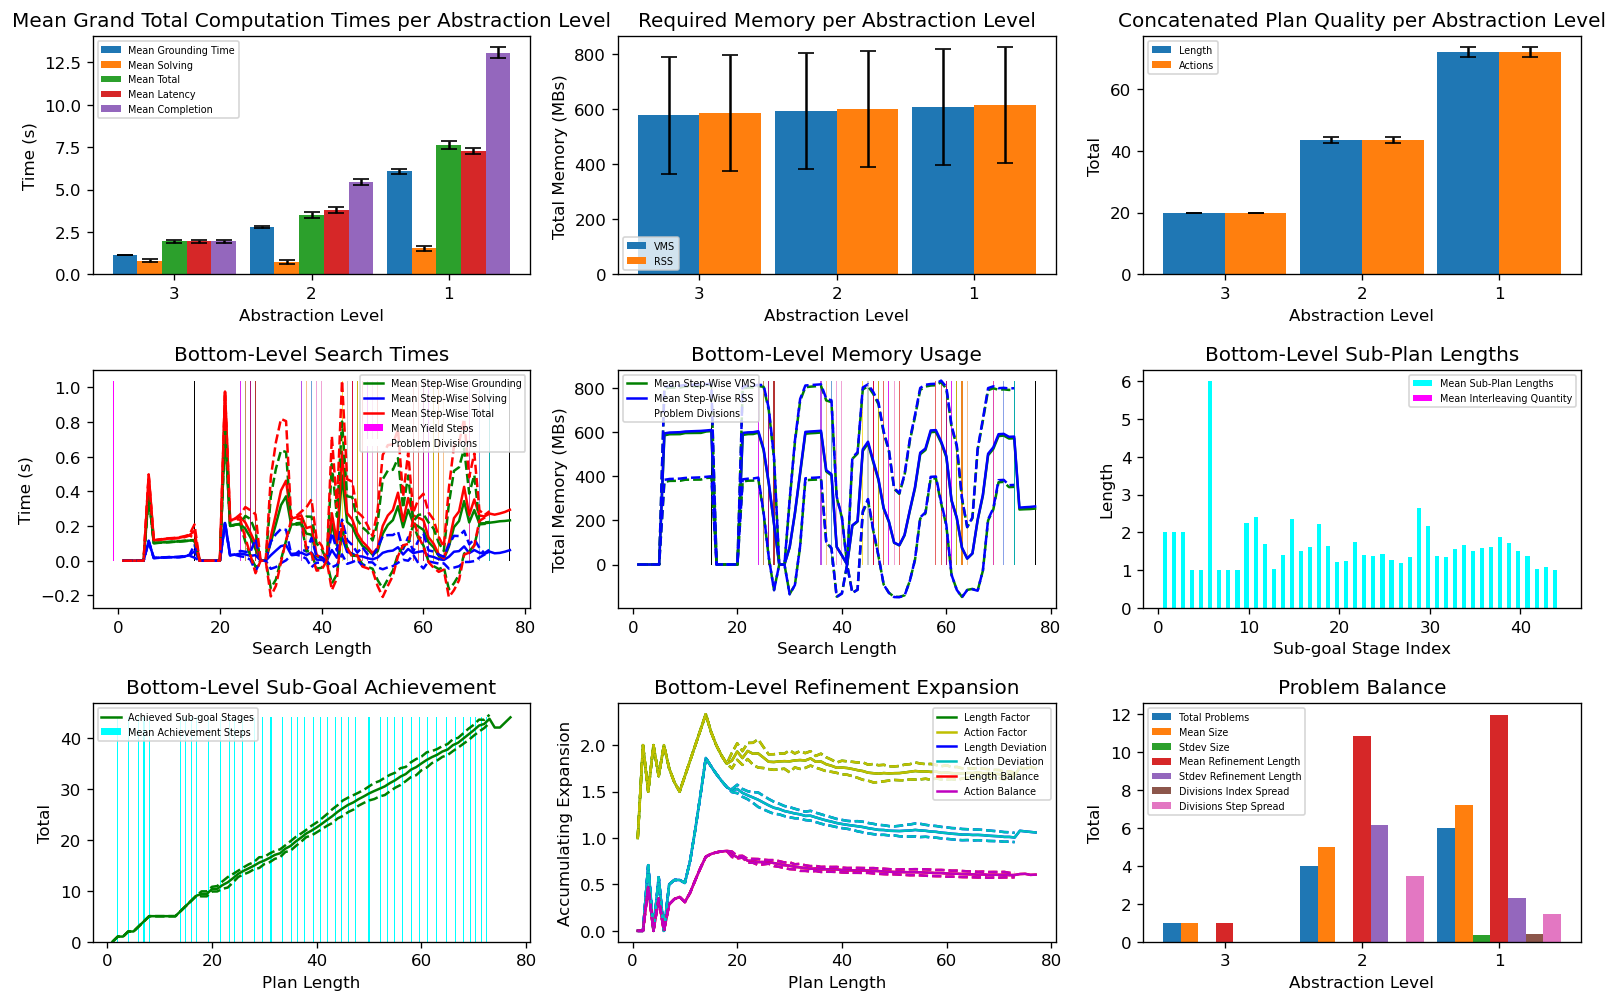 Mean Grand Total Computation Times per Abstraction Level
Mean Grounding Time
Mean Solving
Mean Total
Mean Latency
Mean Completion
Time (s)
12.5
10.0
7.5
5.0
2.5
0.0
3 2 1
Abstraction Level
Required Memory per Abstraction Level
VMS
RSS
Total Memory (MBs)
800
600
400
200
0
3 2 1
Abstraction Level
Concatenated Plan Quality per Abstraction Level
Length
Actions
Total
60
40
20
0
3 2 1
Abstraction Level
Bottom-Level Search Times
Mean Step-Wise Grounding
Mean Step-Wise Solving
Mean Step-Wise Total
Mean Yield Steps
Problem Divisions
Time (s)
1.0
0.8
0.6
0.4
0.2
0.0
−0.2
0 20 40 60 80
Search Length
Bottom-Level Memory Usage
Mean Step-Wise VMS
Mean Step-Wise RSS
Problem Divisions
Total Memory (MBs)
800
600
400
200
0
0 20 40 60 80
Search Length
Bottom-Level Sub-Plan Lengths
Mean Sub-Plan Lengths
Mean Interleaving Quantity
Length
6
5
4
3
2
1
0
0 10 20 30 40
Sub-goal Stage Index
Bottom-Level Sub-Goal Achievement
Achieved Sub-goal Stages
Mean Achievement Steps
Total
40
30
20
10
0
0 20 40 60 80
Plan Length
Bottom-Level Refinement Expansion
Length Factor
Action Factor
Length Deviation
Action Deviation
Length Balance
Action Balance
Accumulating Expansion
2.0
1.5
1.0
0.5
0.0
0 20 40 60 80
Plan Length
Problem Balance
Total Problems
Mean Size
Stdev Size
Mean Refinement Length
Stdev Refinement Length
Divisions Index Spread
Divisions Step Spread
Total
12
10
8
6
4
2
0
3 2 1
Abstraction Level